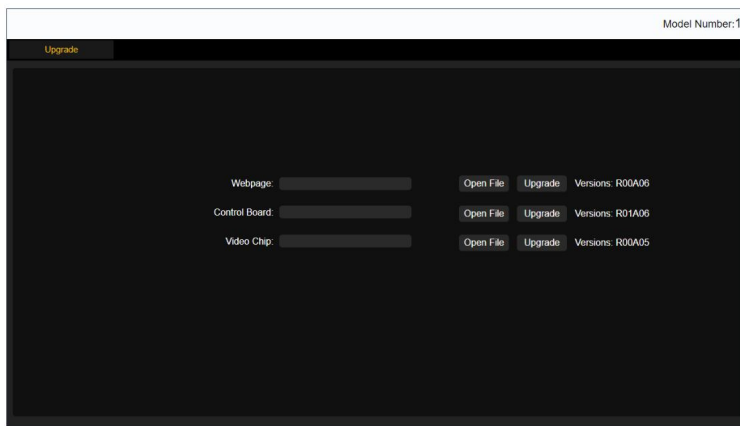 Model Number:1
Upgrade
Webpage: Open File Upgrade Versions: R00A06
Control Board: Open File Upgrade Versions: R01A06
Video Chip: Open File Upgrade Versions: R00A05